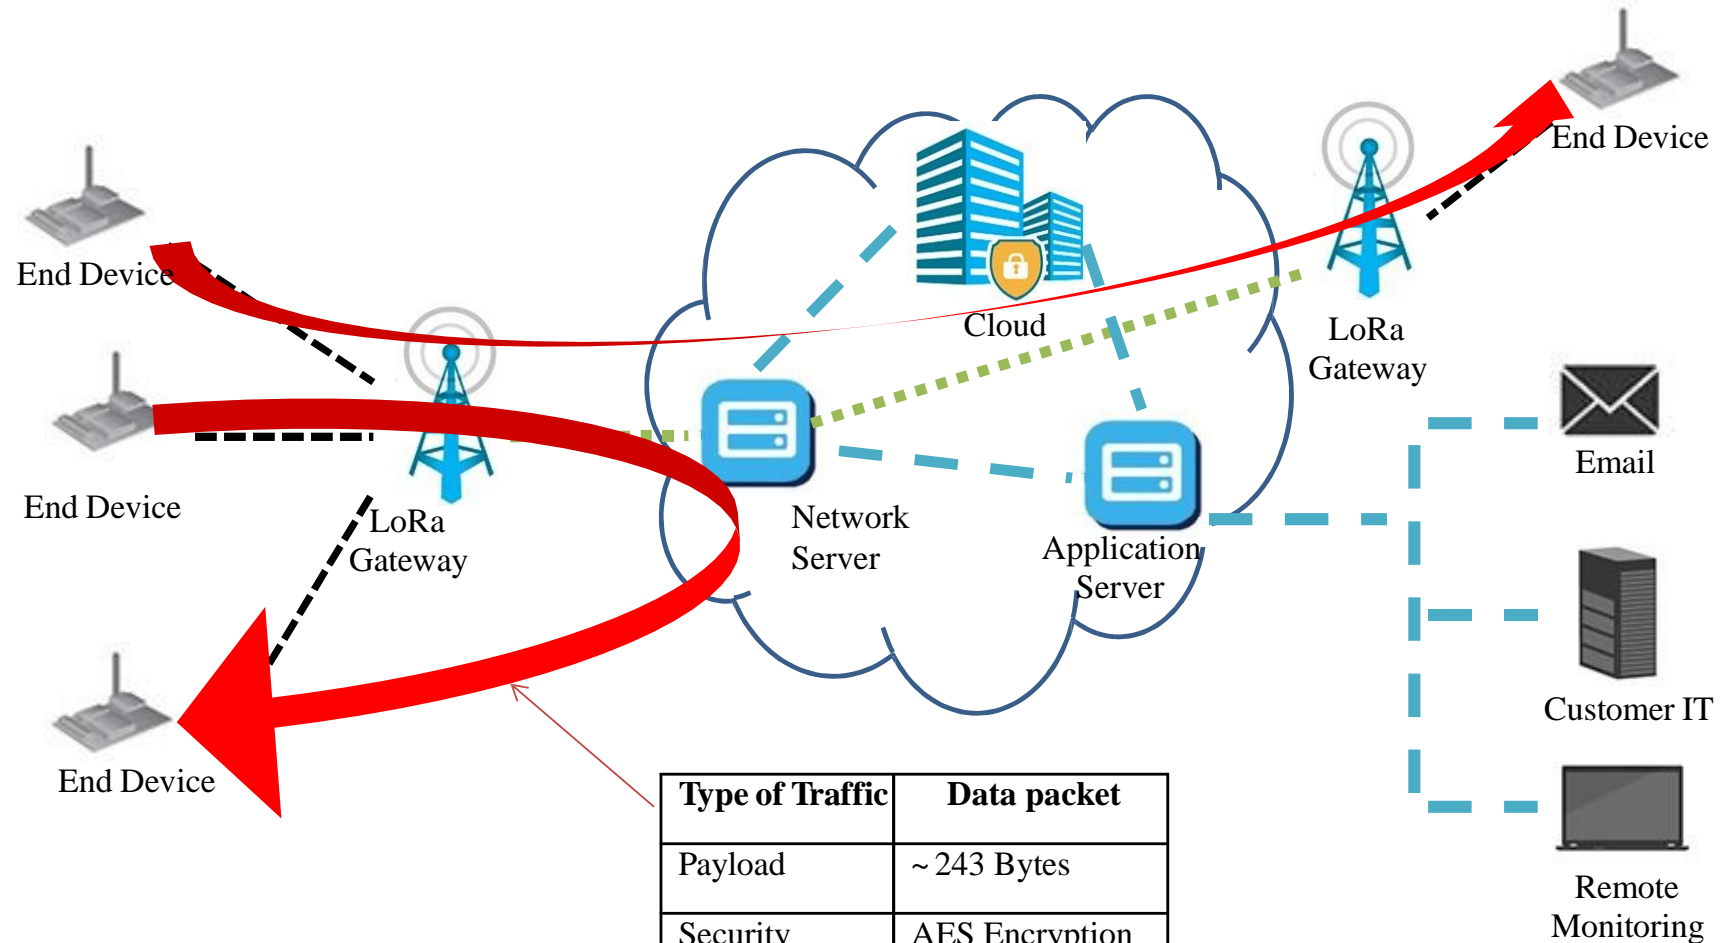 End Device
End Device
Cloud
LoRa
Gateway
Email
End Device
LoRa
Gateway
Network
Server
Application
Server
Customer IT
End Device
Type of Traffic Data packet
Payload ~ 243 Bytes
Security AES Encryption
Remote
Monitoring